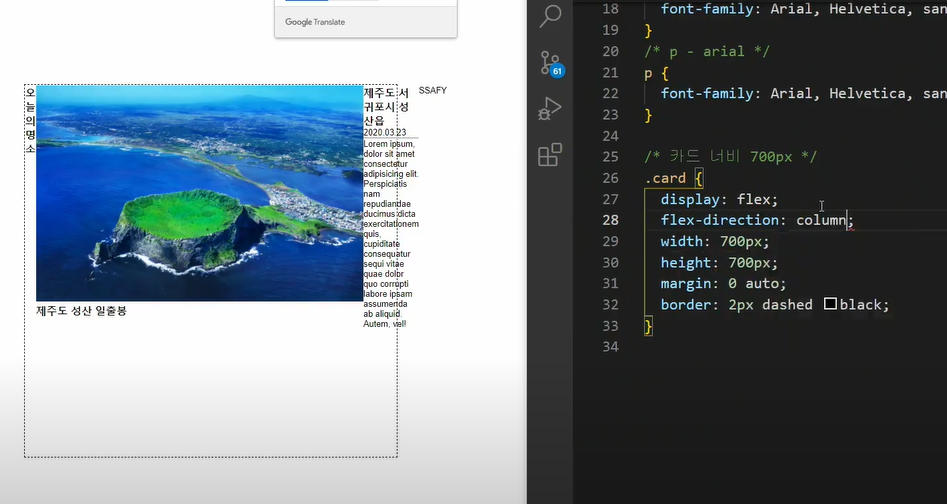 Google Translate
오
늘
의
명
소
제주도 서
귀포시 성
산읍
2020.03.23
Lorem ipsum,
dolor sit amet
consectetur
adipisicing elit.
Perspiciatis
nam
repudiandae
ducimus dicta
exercitationem
quis,
cupiditate
consequatur
sequi vitae
quae dolor
quo corrupti
labore ipsam
assumenda
ab aliquid.
Autem, vel!
SSAFY
제주도 성산 일출봉
61
18 font-family: Arial, Helvetica, san
19 }
20 /* p - arial */
21 p {
22 font-family: Arial, Helvetica, san
23 }
24
25 /* 카드 너비 700px */
26 .card {
27 display: flex;
28 flex-direction: column;
29 width: 700px;
30 height: 700px;
31 margin: 0 auto;
32 border: 2px dashed black;
33 }
34